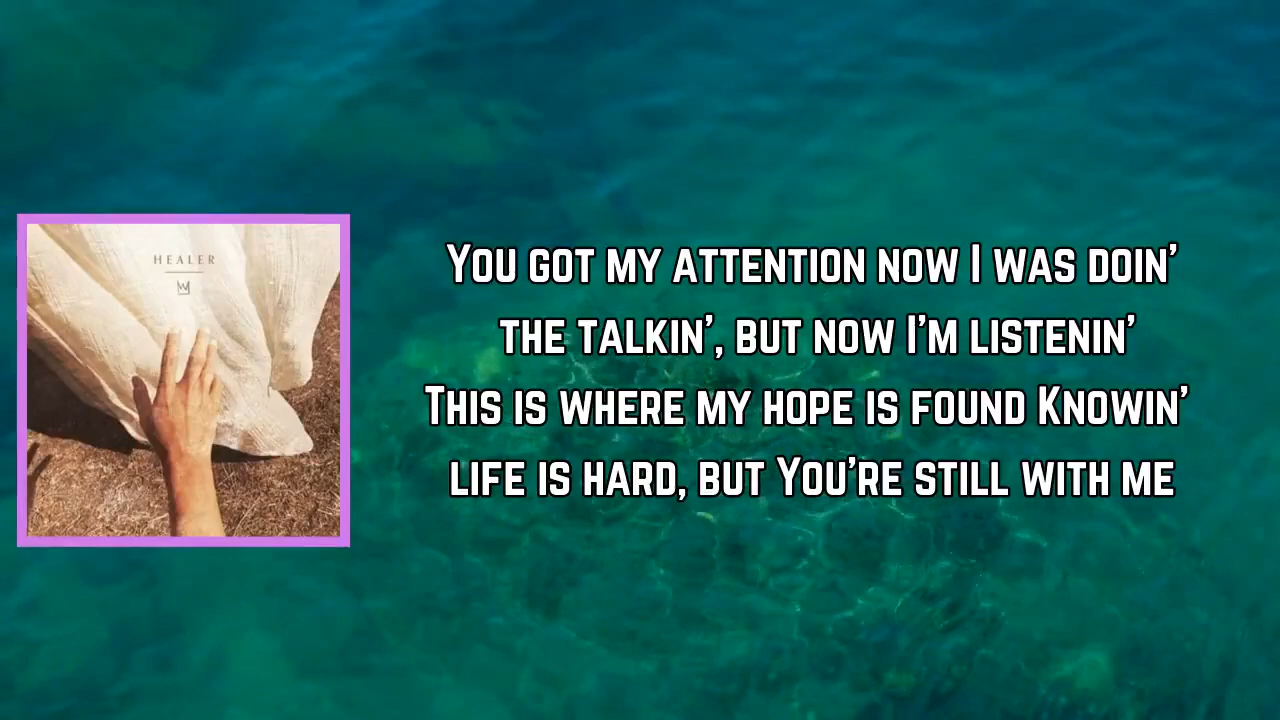 HEALER
You got my attention now I was doin'
the talkin', but now I'm listenin'
This is where my hope is found Knowin'
life is hard, but You're still with me